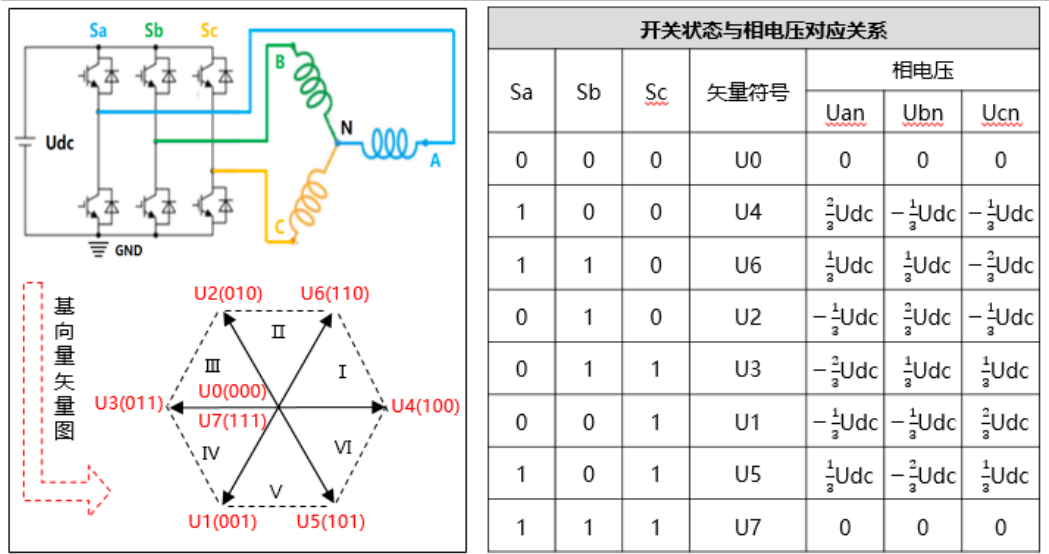 Sa Sb Sc
B
N
Udc
A
C
GND
基向量矢量图
U2(010) U6(110)
II
III I
U0(000)
U3(011) U4(100)
U7(111)
IV VI
V
U1(001) U5(101)
开关状态与相电压对应关系
Sa Sb Sc 矢量符号 相电压
Uan Ubn Ucn
0 0 0 U0 0 0 0
1 0 0 U4 2/3Udc −1/3Udc −1/3Udc
1 1 0 U6 1/3Udc 1/3Udc −2/3Udc
0 1 0 U2 −1/3Udc 2/3Udc −1/3Udc
0 1 1 U3 −2/3Udc 1/3Udc 1/3Udc
0 0 1 U1 −1/3Udc −1/3Udc 2/3Udc
1 0 1 U5 1/3Udc −2/3Udc 1/3Udc
1 1 1 U7 0 0 0